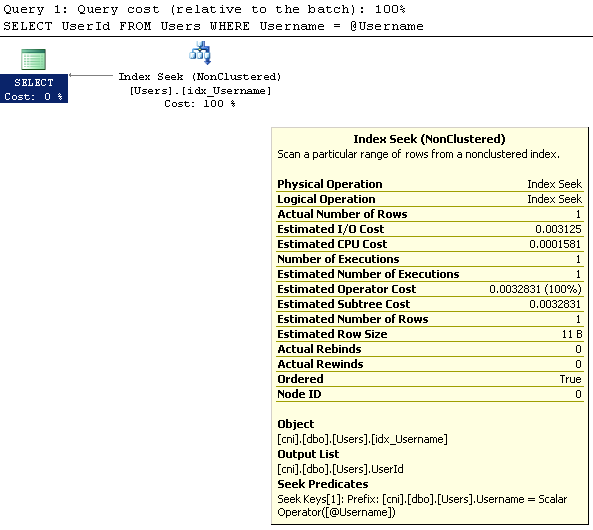 Query 1: Query cost (relative to the batch): 100%
SELECT UserId FROM Users WHERE Username = @Username
SELECT
Cost: 0 %
Index Seek (NonClustered)
[Users].[idx_Username]
Cost: 100 %
Index Seek (NonClustered)
Scan a particular range of rows from a nonclustered index.
Physical Operation Index Seek
Logical Operation Index Seek
Actual Number of Rows 1
Estimated I/O Cost 0.003125
Estimated CPU Cost 0.0001581
Number of Executions 1
Estimated Number of Executions 1
Estimated Operator Cost 0.0032831 (100%)
Estimated Subtree Cost 0.0032831
Estimated Number of Rows 1
Estimated Row Size 11 B
Actual Rebinds 0
Actual Rewinds 0
Ordered True
Node ID 0
Object
[cni].[dbo].[Users].[idx_Username]
Output List
[cni].[dbo].[Users].UserId
Seek Predicates
Seek Keys[1]: Prefix: [cni].[dbo].[Users].Username = Scalar
Operator([@Username])